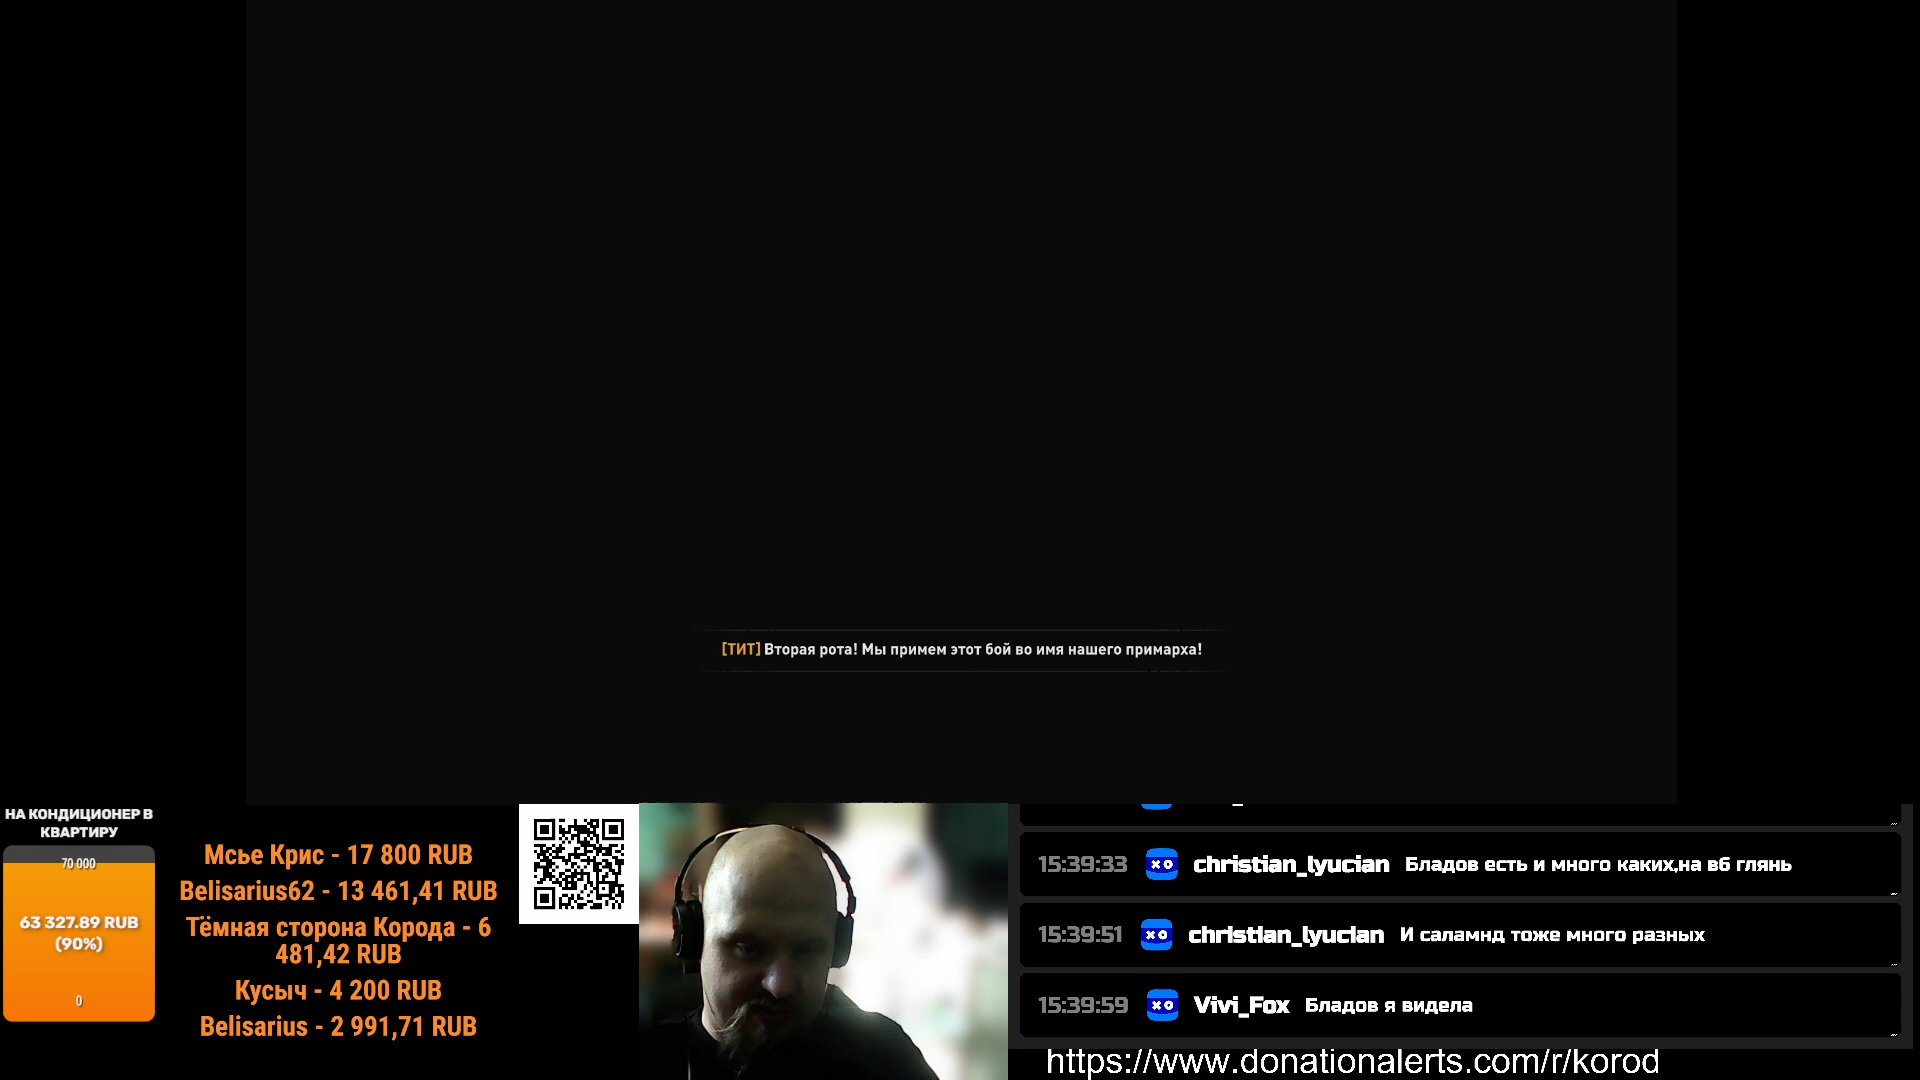 [ТИТ] Вторая рота! Мы примем этот бой во имя нашего примарха!
НА КОНДИЦИОНЕР В
КВАРТИРУ
70 000
63 327.89 RUB
(90%)
0
Мсье Крис - 17 800 RUB
Belisarius62 - 13 461,41 RUB
Тёмная сторона Корода - 6
481,42 RUB
Кусыч - 4 200 RUB
Belisarius - 2 991,71 RUB
15:39:33 christian_lyucian Бладов есть и много каких,на вб глянь
15:39:51 christian_lyucian И саламнд тоже много разных
15:39:59 Vivi_Fox Бладов я видела
https://www.donationalerts.com/r/korod